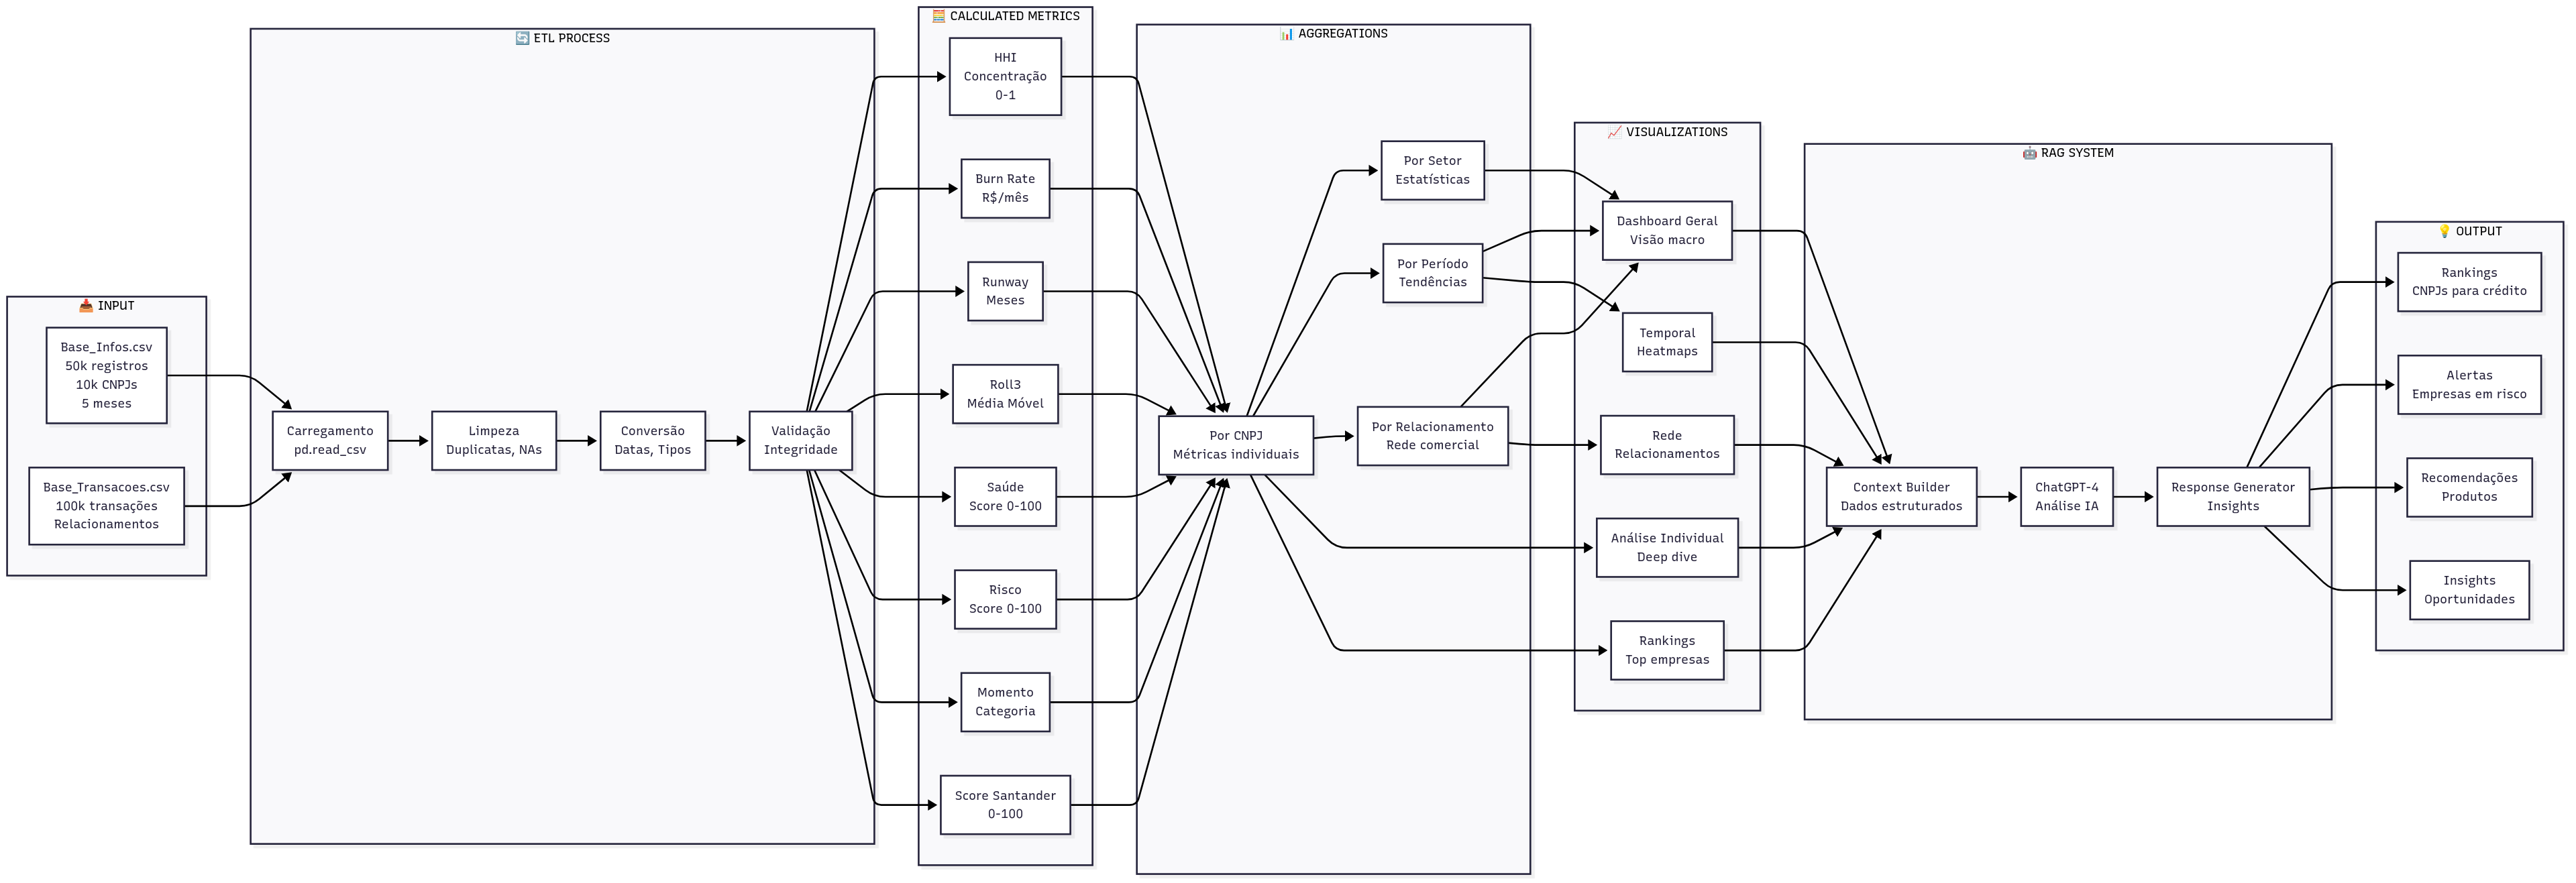 📥 INPUT
Base_Infos.csv
50k registros
10k CNPJs
5 meses
Base_Transacoes.csv
100k transações
Relacionamentos
🔄 ETL PROCESS
Carregamento
pd.read_csv
Limpeza
Duplicatas, NAs
Conversão
Datas, Tipos
Validação
Integridade
🧮 CALCULATED METRICS
HHI
Concentração
0-1
Burn Rate
R$/mês
Runway
Meses
Roll3
Média Móvel
Saúde
Score 0-100
Risco
Score 0-100
Momento
Categoria
Score Santander
0-100
📊 AGGREGATIONS
Por CNPJ
Métricas individuais
Por Setor
Estatísticas
Por Período
Tendências
Por Relacionamento
Rede comercial
📈 VISUALIZATIONS
Dashboard Geral
Visão macro
Temporal
Heatmaps
Rede
Relacionamentos
Análise Individual
Deep dive
Rankings
Top empresas
🤖 RAG SYSTEM
Context Builder
Dados estruturados
ChatGPT-4
Análise IA
Response Generator
Insights
💡 OUTPUT
Rankings
CNPJs para crédito
Alertas
Empresas em risco
Recomendações
Produtos
Insights
Oportunidades